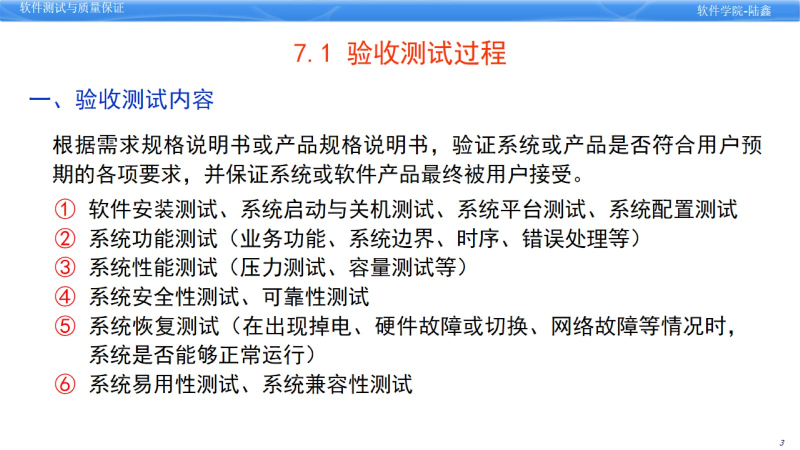 软件测试与质量保证
软件学院-陆鑫
7.1 验收测试过程
一、验收测试内容
根据需求规格说明书或产品规格说明书，验证系统或产品是否符合用户预
期的各项要求，并保证系统或软件产品最终被用户接受。
① 软件安装测试、系统启动与关机测试、系统平台测试、系统配置测试
② 系统功能测试（业务功能、系统边界、时序、错误处理等）
③ 系统性能测试（压力测试、容量测试等）
④ 系统安全性测试、可靠性测试
⑤ 系统恢复测试（在出现掉电、硬件故障或切换、网络故障等情况时，
系统是否能够正常运行）
⑥ 系统易用性测试、系统兼容性测试
3